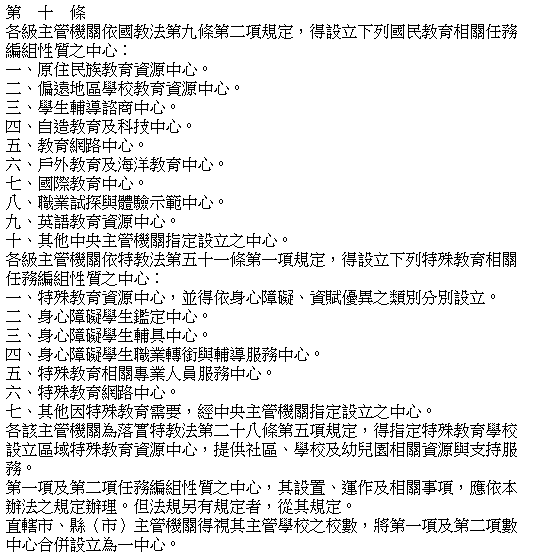 第　十　條
各級主管機關依國教法第九條第二項規定，得設立下列國民教育相關任務
編組性質之中心：
一、原住民族教育資源中心。
二、偏遠地區學校教育資源中心。
三、學生輔導諮商中心。
四、自造教育及科技中心。
五、教育網路中心。
六、戶外教育及海洋教育中心。
七、國際教育中心。
八、職業試探與體驗示範中心。
九、英語教育資源中心。
十、其他中央主管機關指定設立之中心。
各級主管機關依特教法第五十一條第一項規定，得設立下列特殊教育相關
任務編組性質之中心：
一、特殊教育資源中心，並得依身心障礙、資賦優異之類別分別設立。
二、身心障礙學生鑑定中心。
三、身心障礙學生輔具中心。
四、身心障礙學生職業轉銜與輔導服務中心。
五、特殊教育相關專業人員服務中心。
六、特殊教育網路中心。
七、其他因特殊教育需要，經中央主管機關指定設立之中心。
各該主管機關為落實特教法第二十八條第五項規定，得指定特殊教育學校
設立區域特殊教育資源中心，提供社區、學校及幼兒園相關資源與支持服
務。
第一項及第二項任務編組性質之中心，其設置、運作及相關事項，應依本
辦法之規定辦理。但法規另有規定者，從其規定。
直轄市、縣（市）主管機關得視其主管學校之校數，將第一項及第二項數
中心合併設立為一中心。